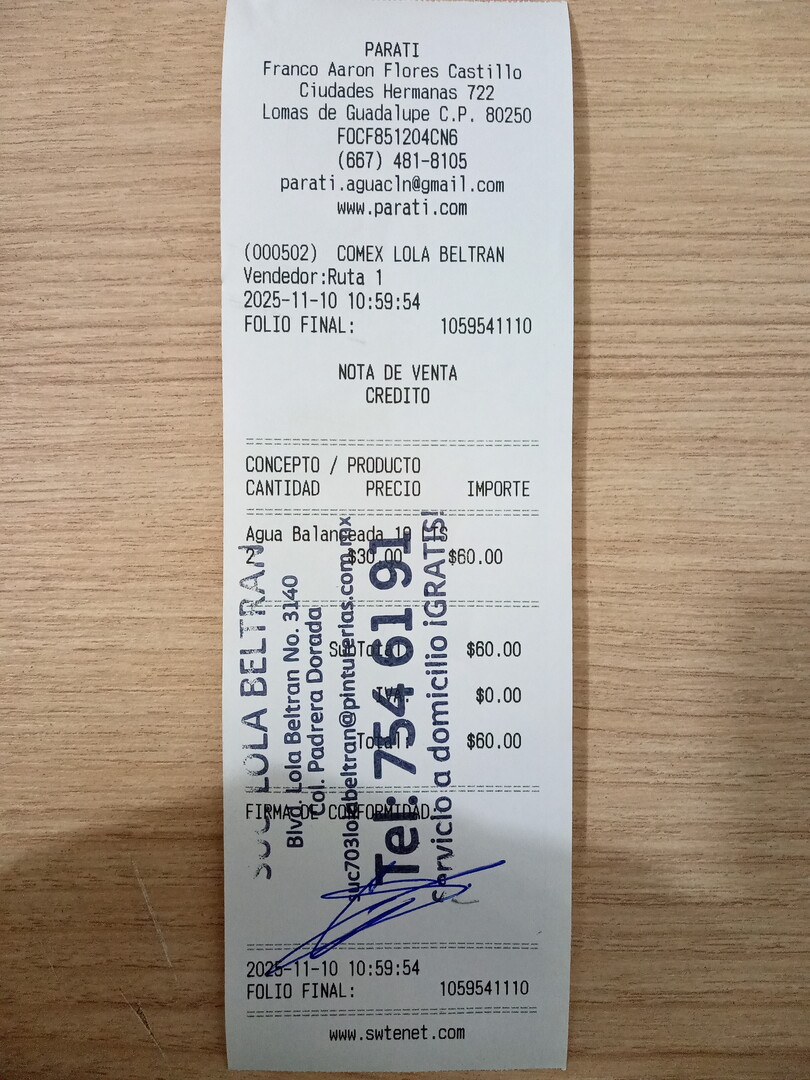 PARATI
Franco Aaron Flores Castillo
Ciudades Hermanas 722
Lomas de Guadalupe C.P. 80250
FOCF851204CN6
(667) 481-8105
parati.aguacln@gmail.com
www.parati.com
(000502) COMEX LOLA BELTRAN
Vendedor:Ruta 1
2025-11-10 10:59:54
FOLIO FINAL: 1059541110
NOTA DE VENTA
CREDITO
CONCEPTO / PRODUCTO
CANTIDAD PRECIO IMPORTE
Agua Balanceada 19 LTS
2 $30.00 $60.00
SubTotal: $60.00
IVA: $0.00
Total: $60.00
FIRMA DE CONFORMIDAD:
SUC LOLA BELTRAN
Blvd. Lola Beltran No. 3140
Col. Padrera Dorada
suc703lolabeltran@pinturerias.com.mx
Tel: 754 61 91
Servicio a domicilio ¡GRATIS!
2025-11-10 10:59:54
FOLIO FINAL: 1059541110
www.swtenet.com